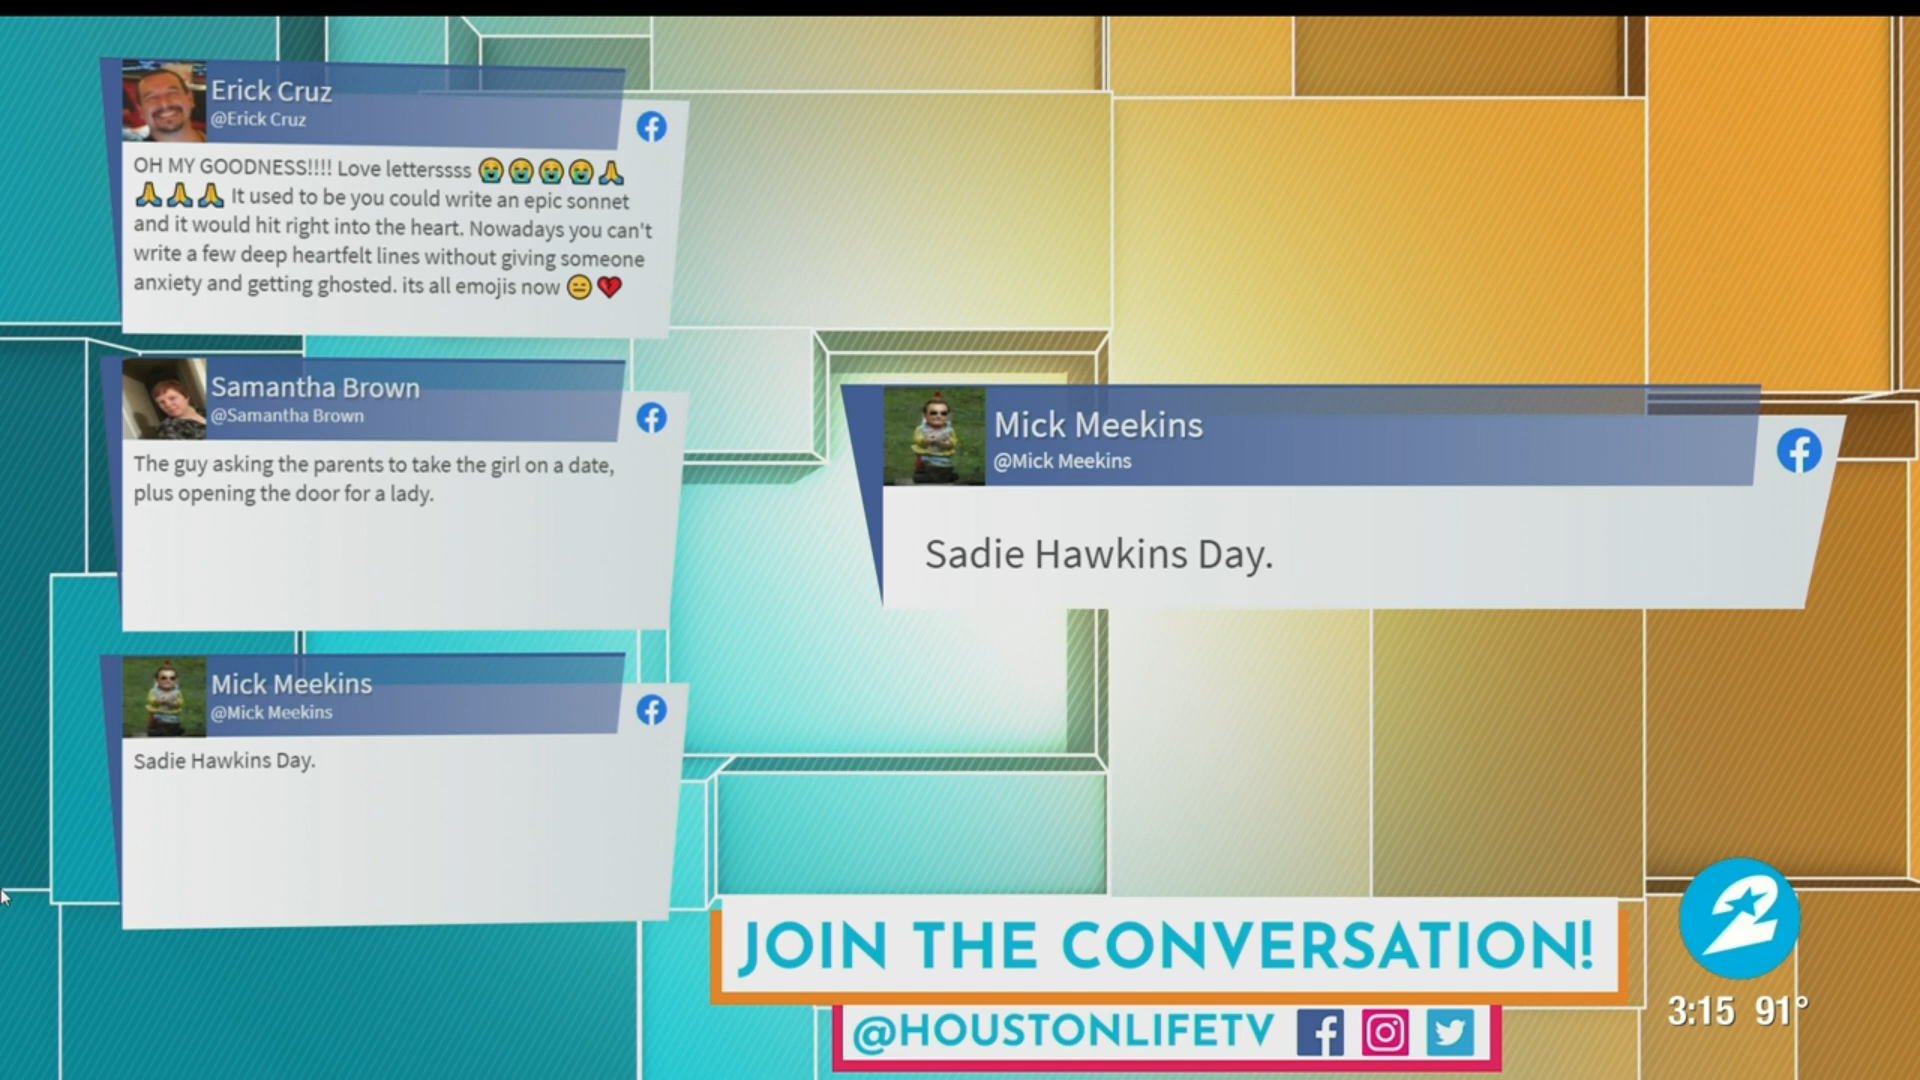 Erick Cruz
@Erick Cruz
OH MY GOODNESS!!!! Love letterssss 😭😭😭😭🙏
🙏🙏🙏 It used to be you could write an epic sonnet
and it would hit right into the heart. Nowadays you can't
write a few deep heartfelt lines without giving someone
anxiety and getting ghosted. its all emojis now 😑💔
Samantha Brown
@Samantha Brown
The guy asking the parents to take the girl on a date,
plus opening the door for a lady.
Mick Meekins
@Mick Meekins
Sadie Hawkins Day.
Mick Meekins
@Mick Meekins
Sadie Hawkins Day.
JOIN THE CONVERSATION!
@HOUSTONLIFETV
2
3:15 91°